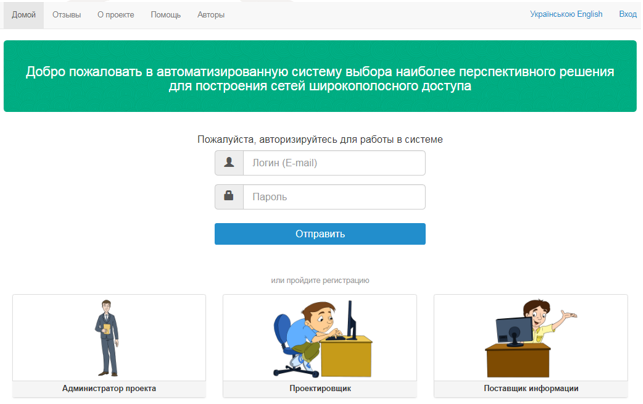 Домой Отзывы О проекте Помощь Авторы Українською English Вход
Добро пожаловать в автоматизированную систему выбора наиболее перспективного решения
для построения сетей широкополосного доступа
Пожалуйста, авторизируйтесь для работы в системе
Логин (E-mail)
Пароль
Отправить
или пройдите регистрацию
Администратор проекта Проектировщик Поставщик информации